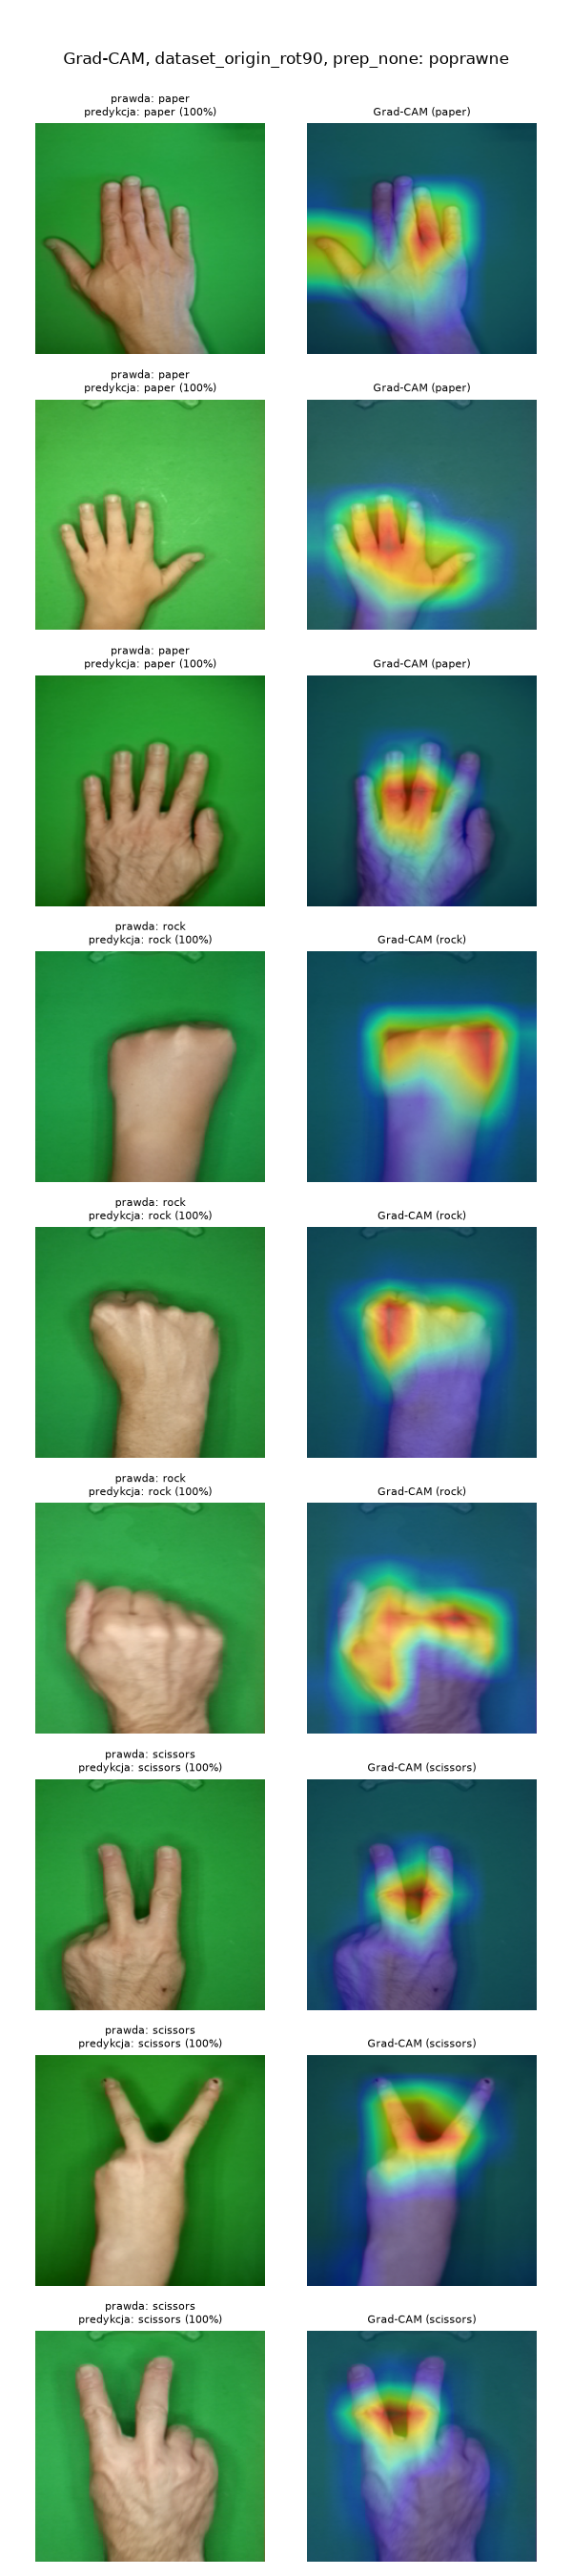 Grad-CAM, dataset_origin_rot90, prep_none: poprawne
prawda: paper
predykcja: paper (100%)
Grad-CAM (paper)
prawda: paper
predykcja: paper (100%)
Grad-CAM (paper)
prawda: paper
predykcja: paper (100%)
Grad-CAM (paper)
prawda: rock
predykcja: rock (100%)
Grad-CAM (rock)
prawda: rock
predykcja: rock (100%)
Grad-CAM (rock)
prawda: rock
predykcja: rock (100%)
Grad-CAM (rock)
prawda: scissors
predykcja: scissors (100%)
Grad-CAM (scissors)
prawda: scissors
predykcja: scissors (100%)
Grad-CAM (scissors)
prawda: scissors
predykcja: scissors (100%)
Grad-CAM (scissors)